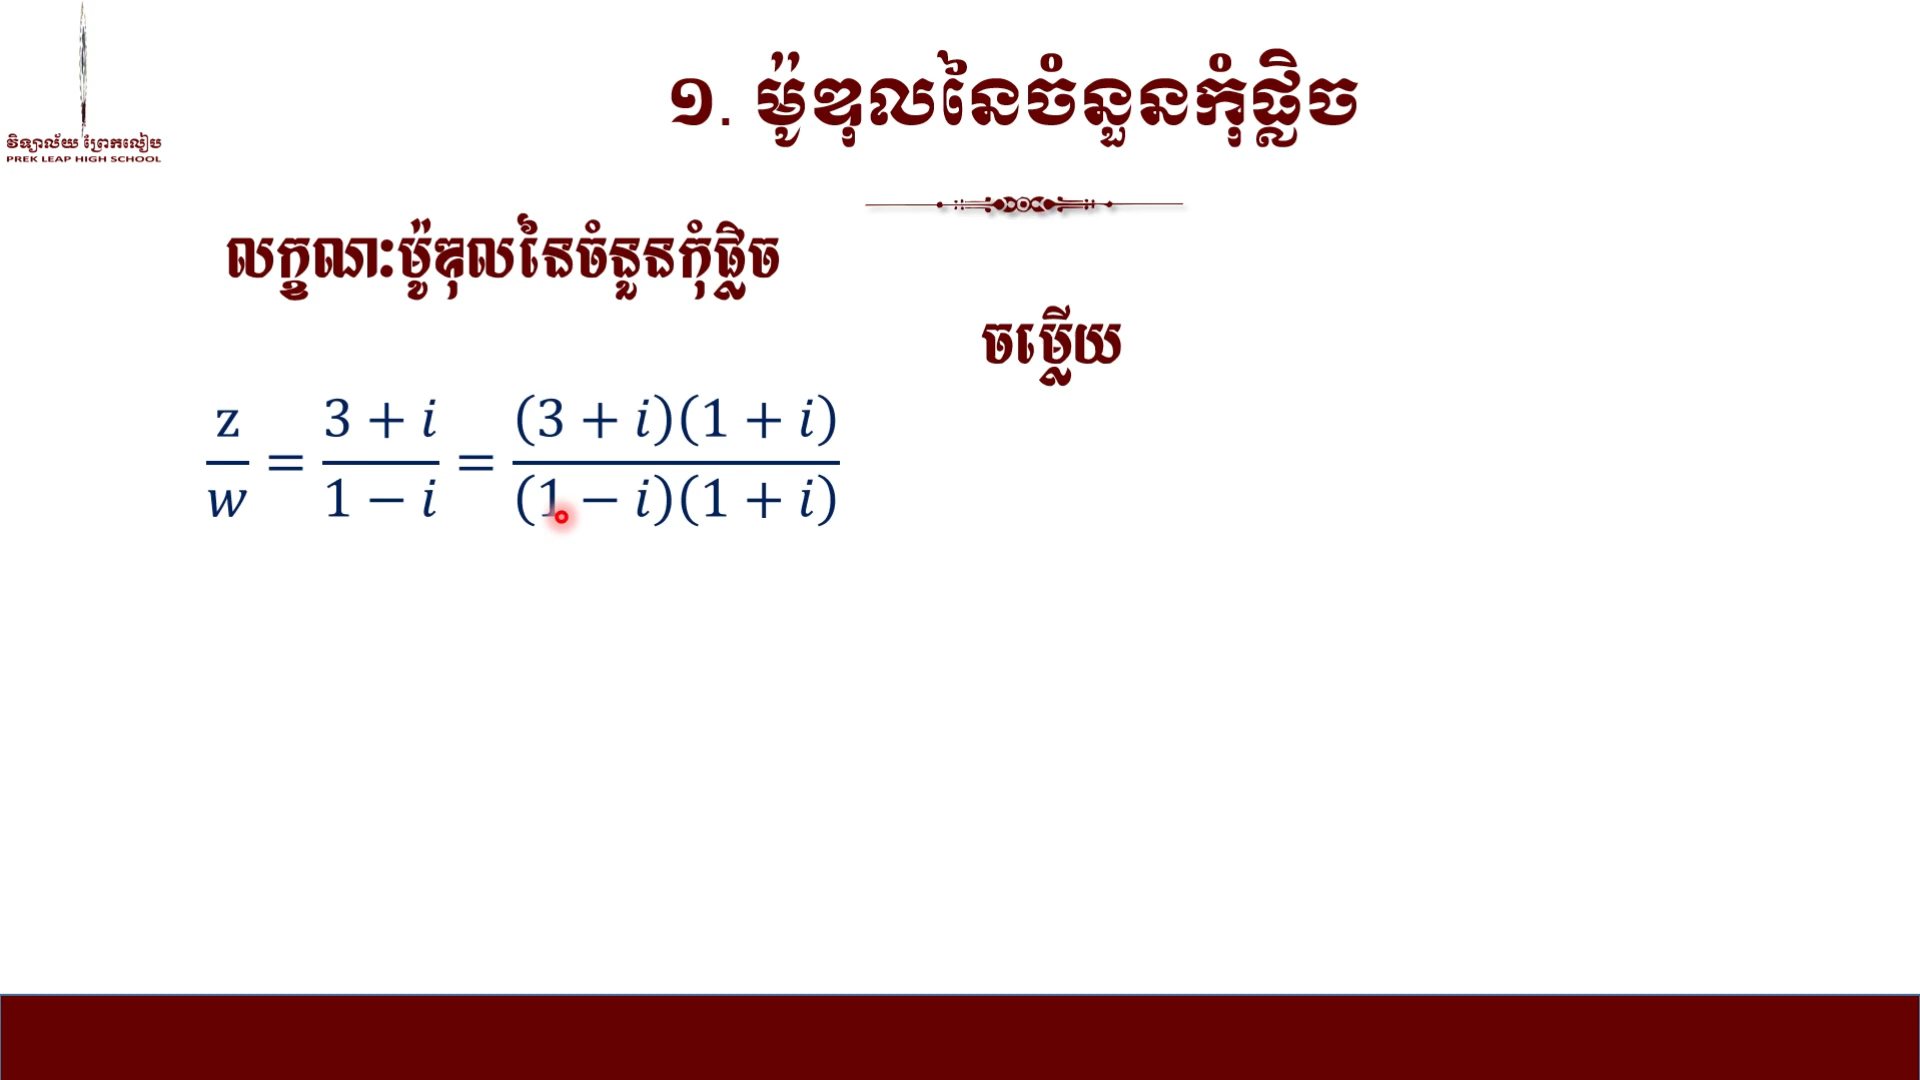 ១. ម៉ូឌុលនៃចំនួនកុំផ្លិច
វិទ្យាល័យ ព្រែកលៀប
PREK LEAP HIGH SCHOOL
លក្ខណៈម៉ូឌុលនៃចំនួនកុំផ្លិច
ចម្លើយ
z/w = (3 + i)/(1 − i) = (3 + i)(1 + i)/(1 − i)(1 + i)